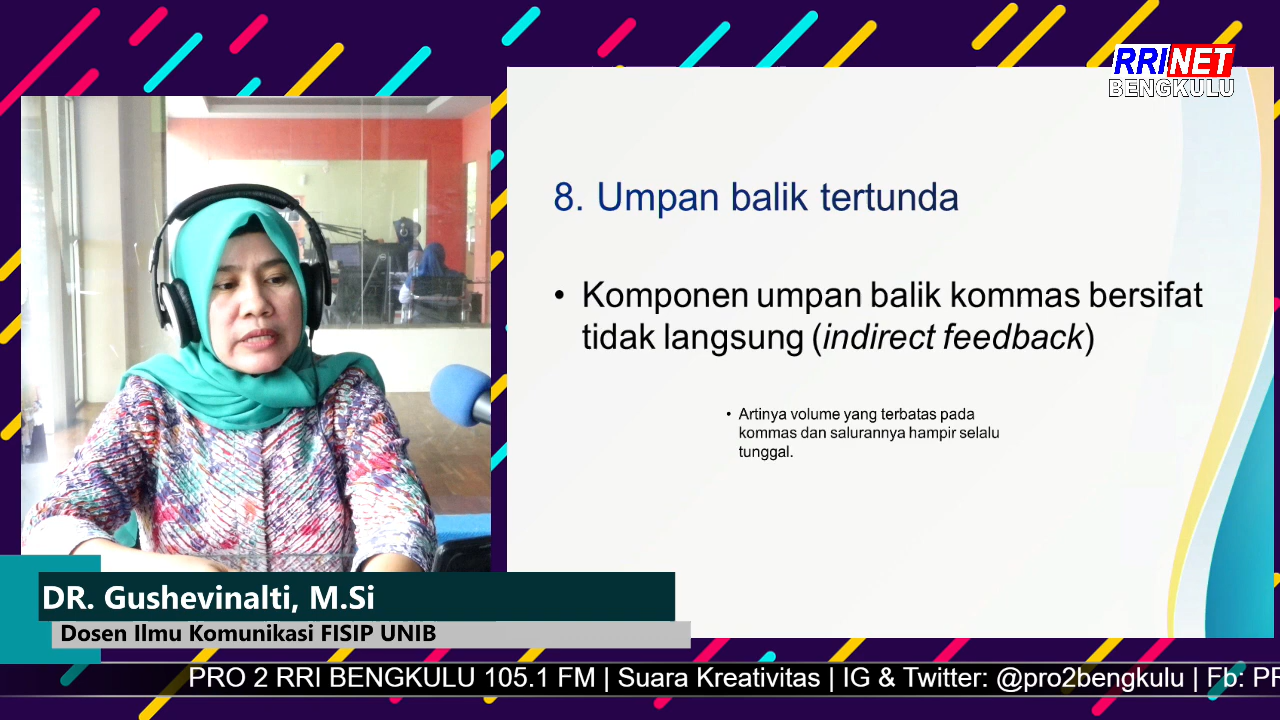 RRINET
BENGKULU
8. Umpan balik tertunda
• Komponen umpan balik kommas bersifat
tidak langsung (indirect feedback)
• Artinya volume yang terbatas pada
kommas dan salurannya hampir selalu
tunggal.
DR. Gushevinalti, M.Si
Dosen Ilmu Komunikasi FISIP UNIB
PRO 2 RRI BENGKULU 105.1 FM | Suara Kreativitas | IG & Twitter: @pro2bengkulu | Fb: PR